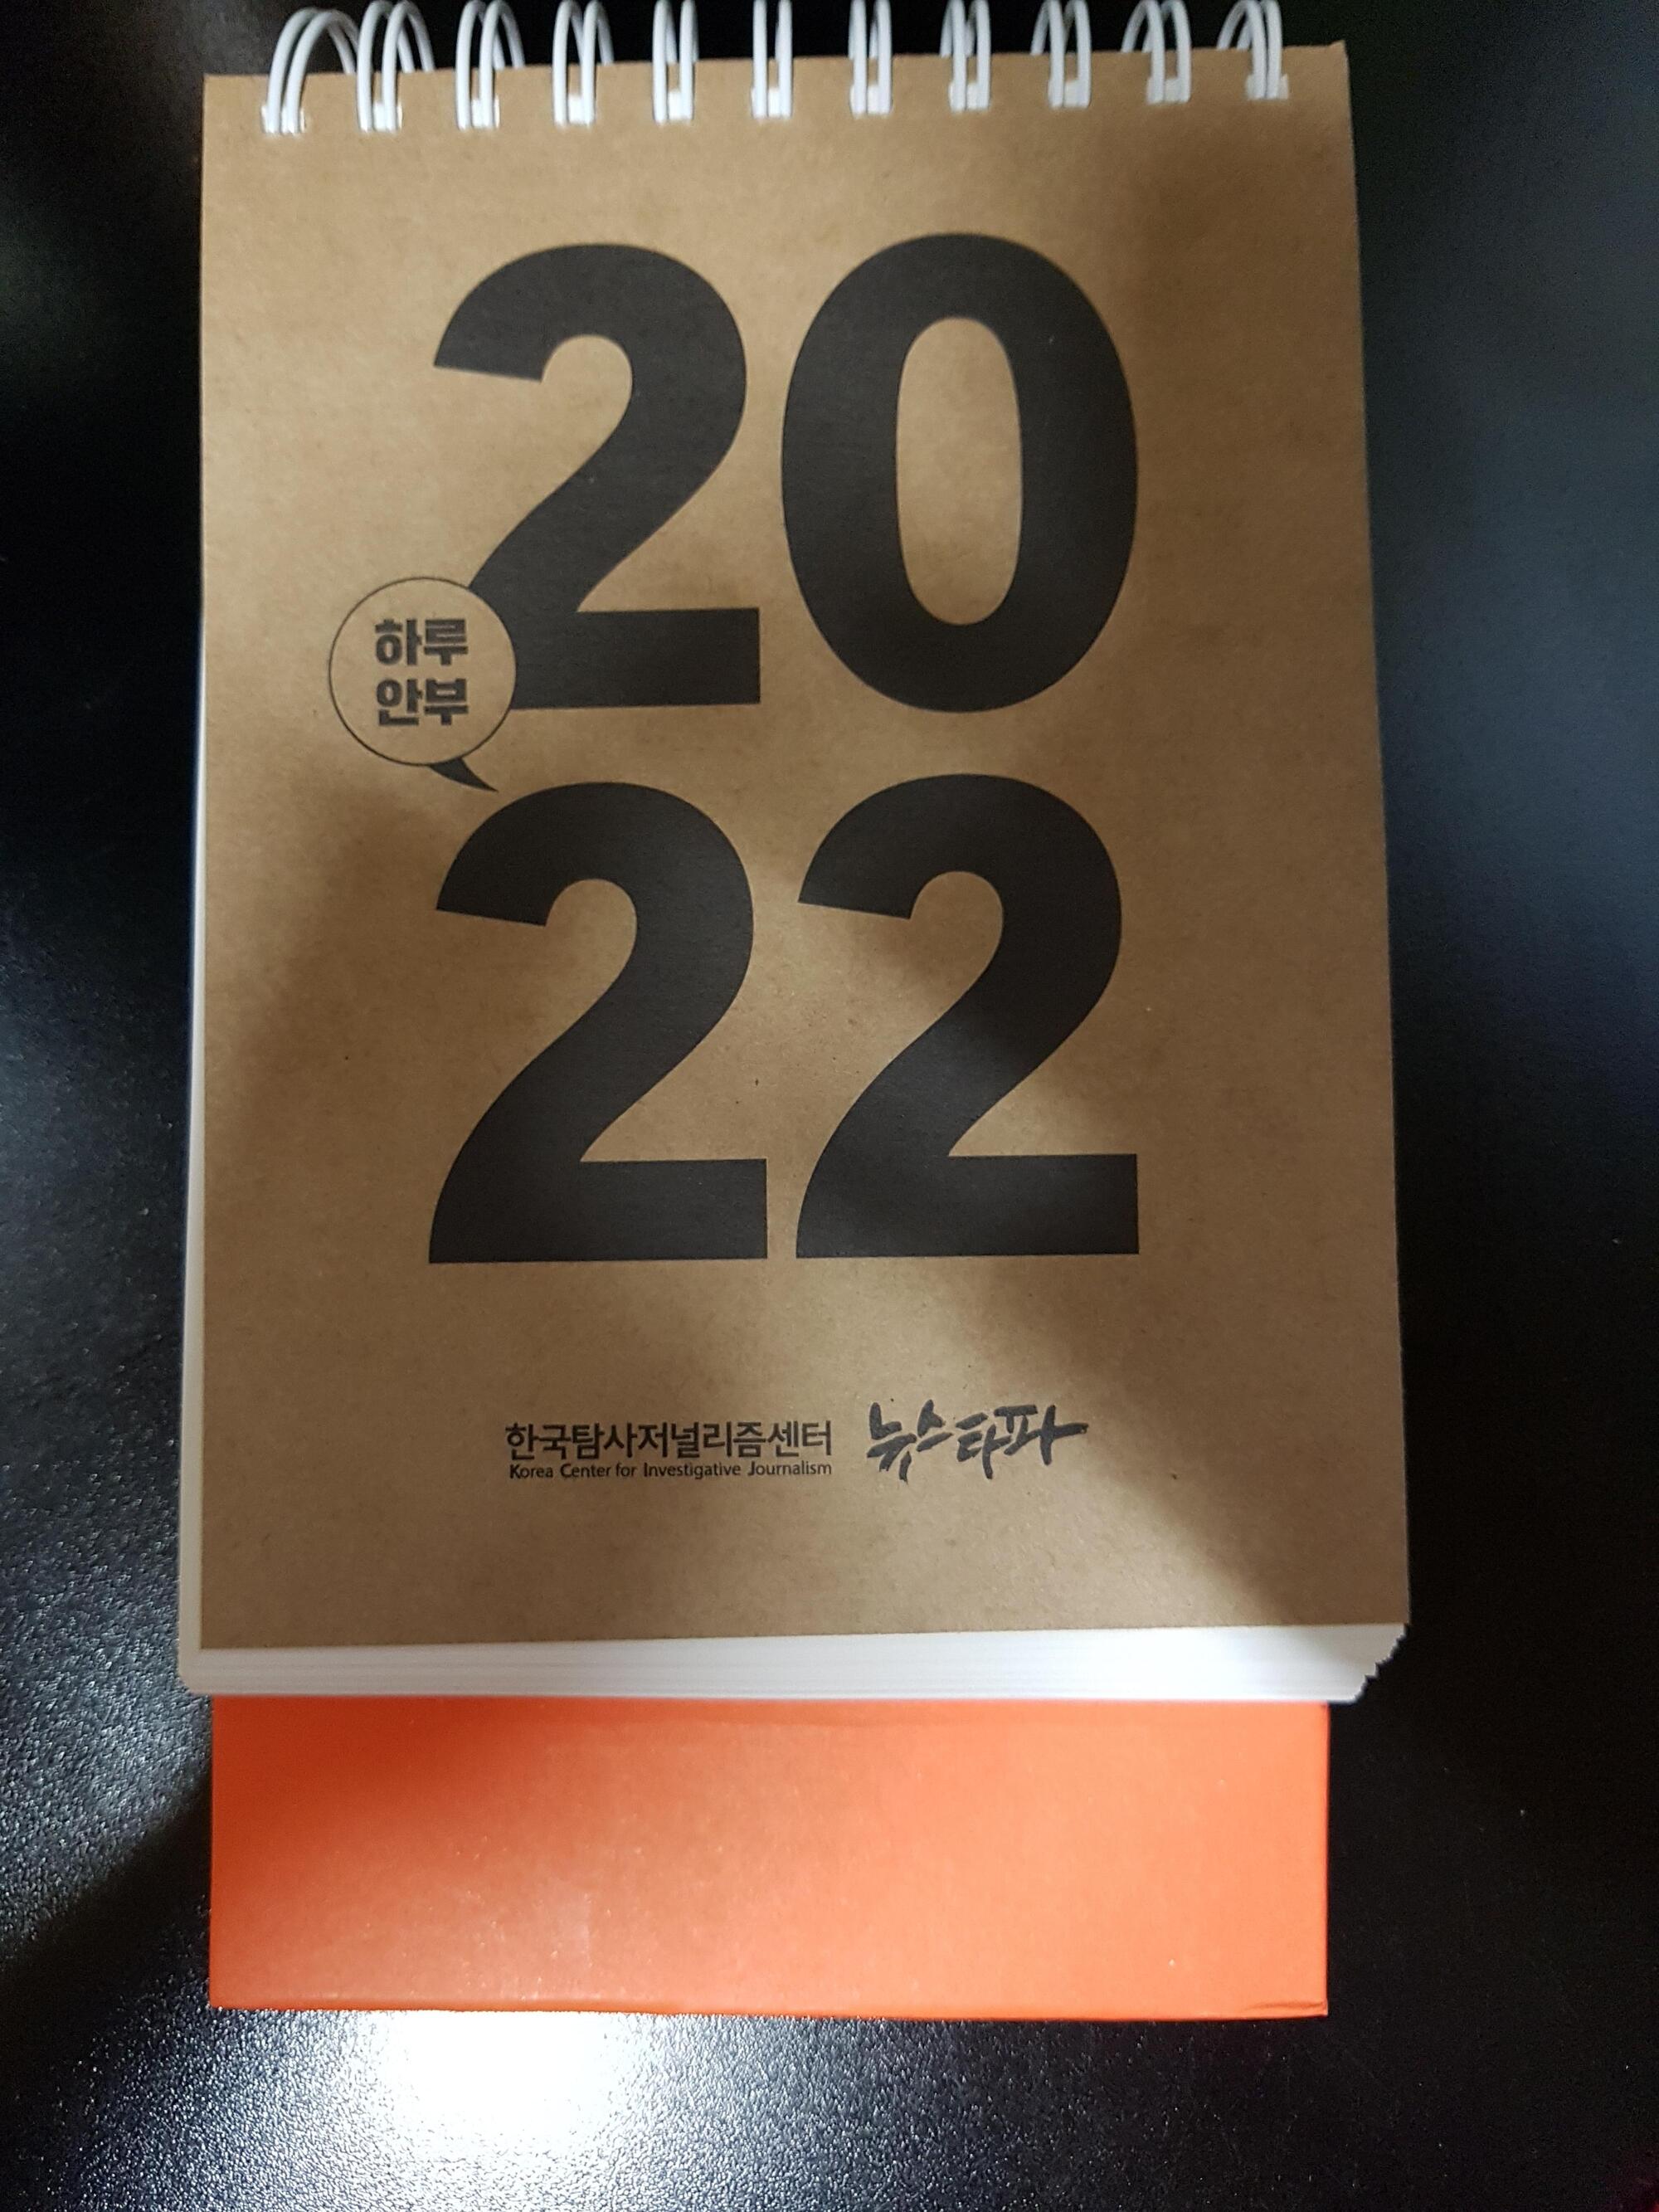 20
하루
안부
22
한국탐사저널리즘센터 뉴스타파
Korea Center for Investigative Journalism